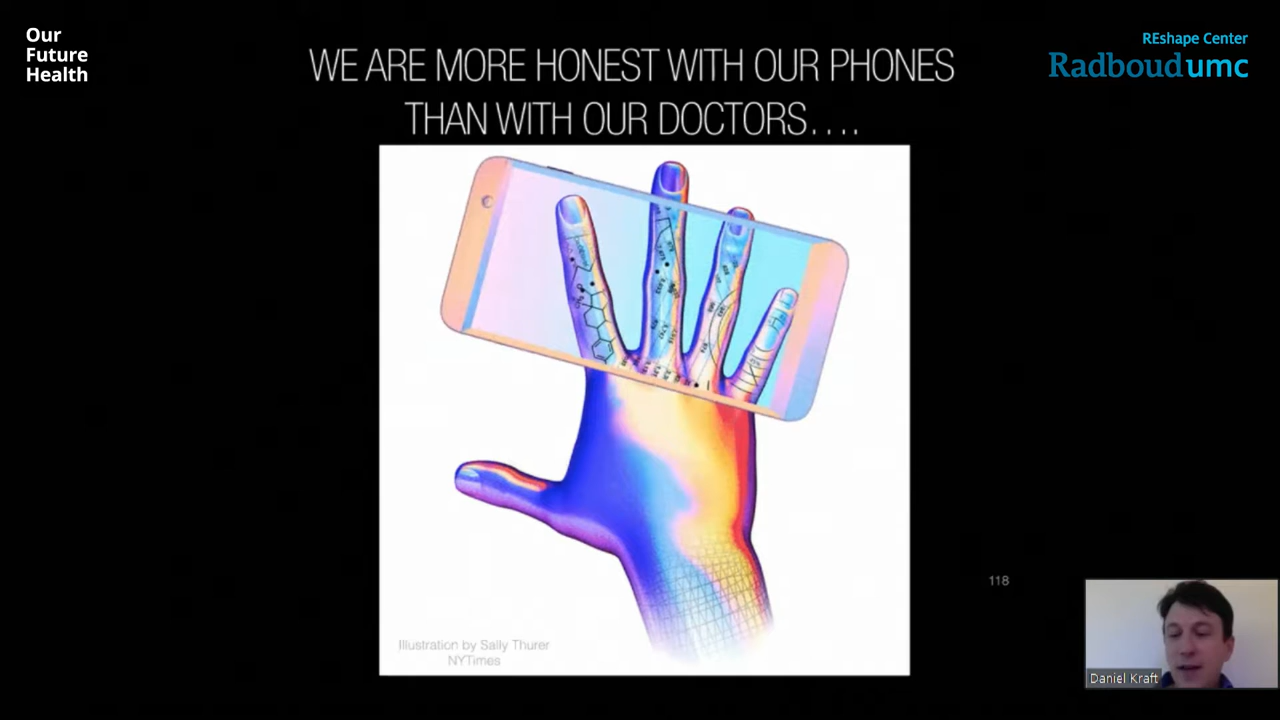 Our
Future
Health
WE ARE MORE HONEST WITH OUR PHONES
THAN WITH OUR DOCTORS....
REshape Center
Radboudumc
118
Illustration by Sally Thurer
NYTimes
Daniel Kraft